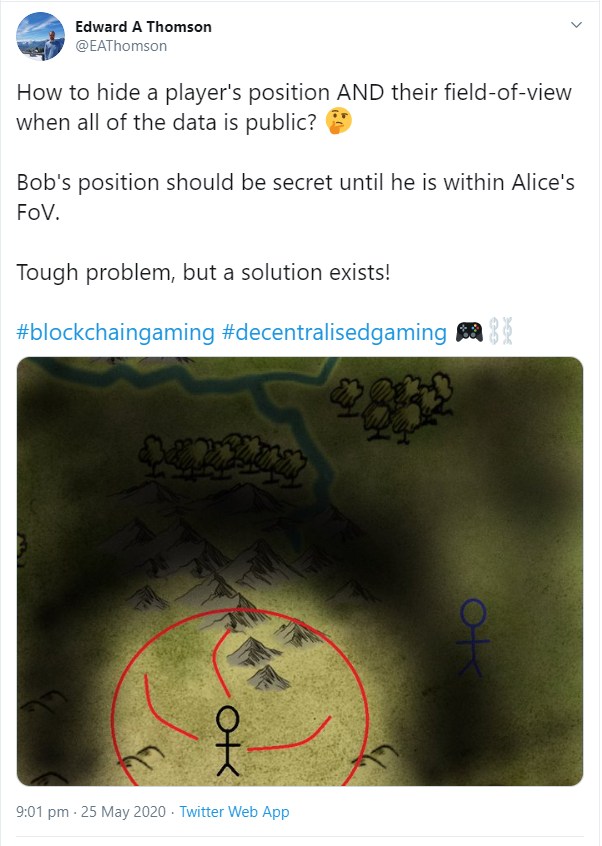 Edward A Thomson
@EAThomson
How to hide a player's position AND their field-of-view
when all of the data is public? 🤔
Bob's position should be secret until he is within Alice's
FoV.
Tough problem, but a solution exists!
#blockchaingaming #decentralisedgaming 🎮⛓️
9:01 pm · 25 May 2020 · Twitter Web App